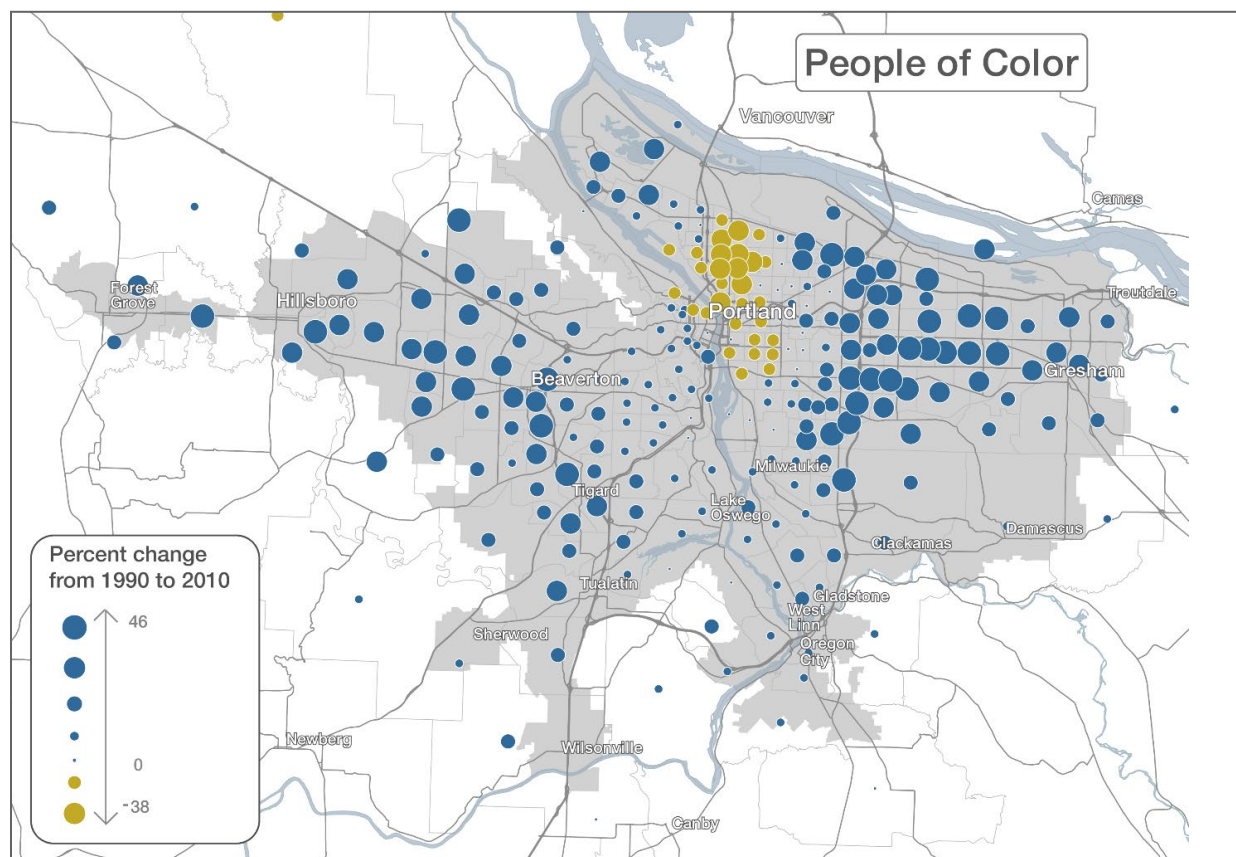 People of Color
Vancouver
Camas
Forest
Grove
Hillsboro
Troutdale
Portland
Beaverton
Gresham
Milwaukie
Tigard
Lake
Oswego
Damascus
Clackamas
Tualatin
Gladstone
West
Linn
Sherwood
Oregon
City
Newberg
Wilsonville
Canby
Percent change
from 1990 to 2010
46
0
-38